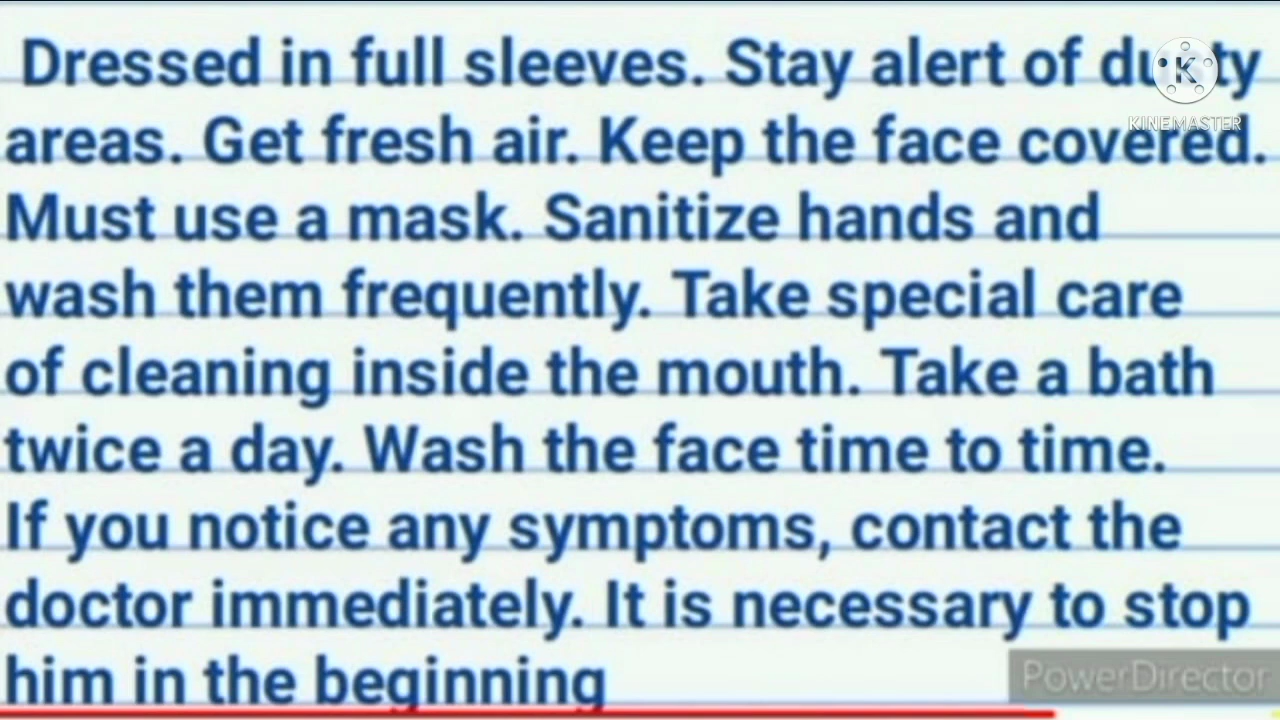 Dressed in full sleeves. Stay alert of dusty
areas. Get fresh air. Keep the face covered.
Must use a mask. Sanitize hands and
wash them frequently. Take special care
of cleaning inside the mouth. Take a bath
twice a day. Wash the face time to time.
If you notice any symptoms, contact the
doctor immediately. It is necessary to stop
him in the beginning
K
KINEMASTER
PowerDirector